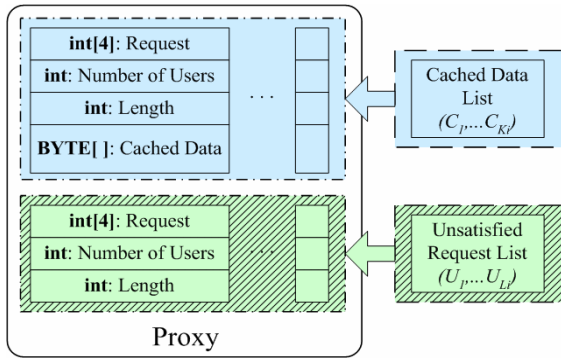 int[4]: Request
int: Number of Users
int: Length
BYTE[ ]: Cached Data
. . .
Cached Data
List
(C1,...CKi)
int[4]: Request
int: Number of Users
int: Length
. . .
Unsatisfied
Request List
(U1,...ULi)
Proxy